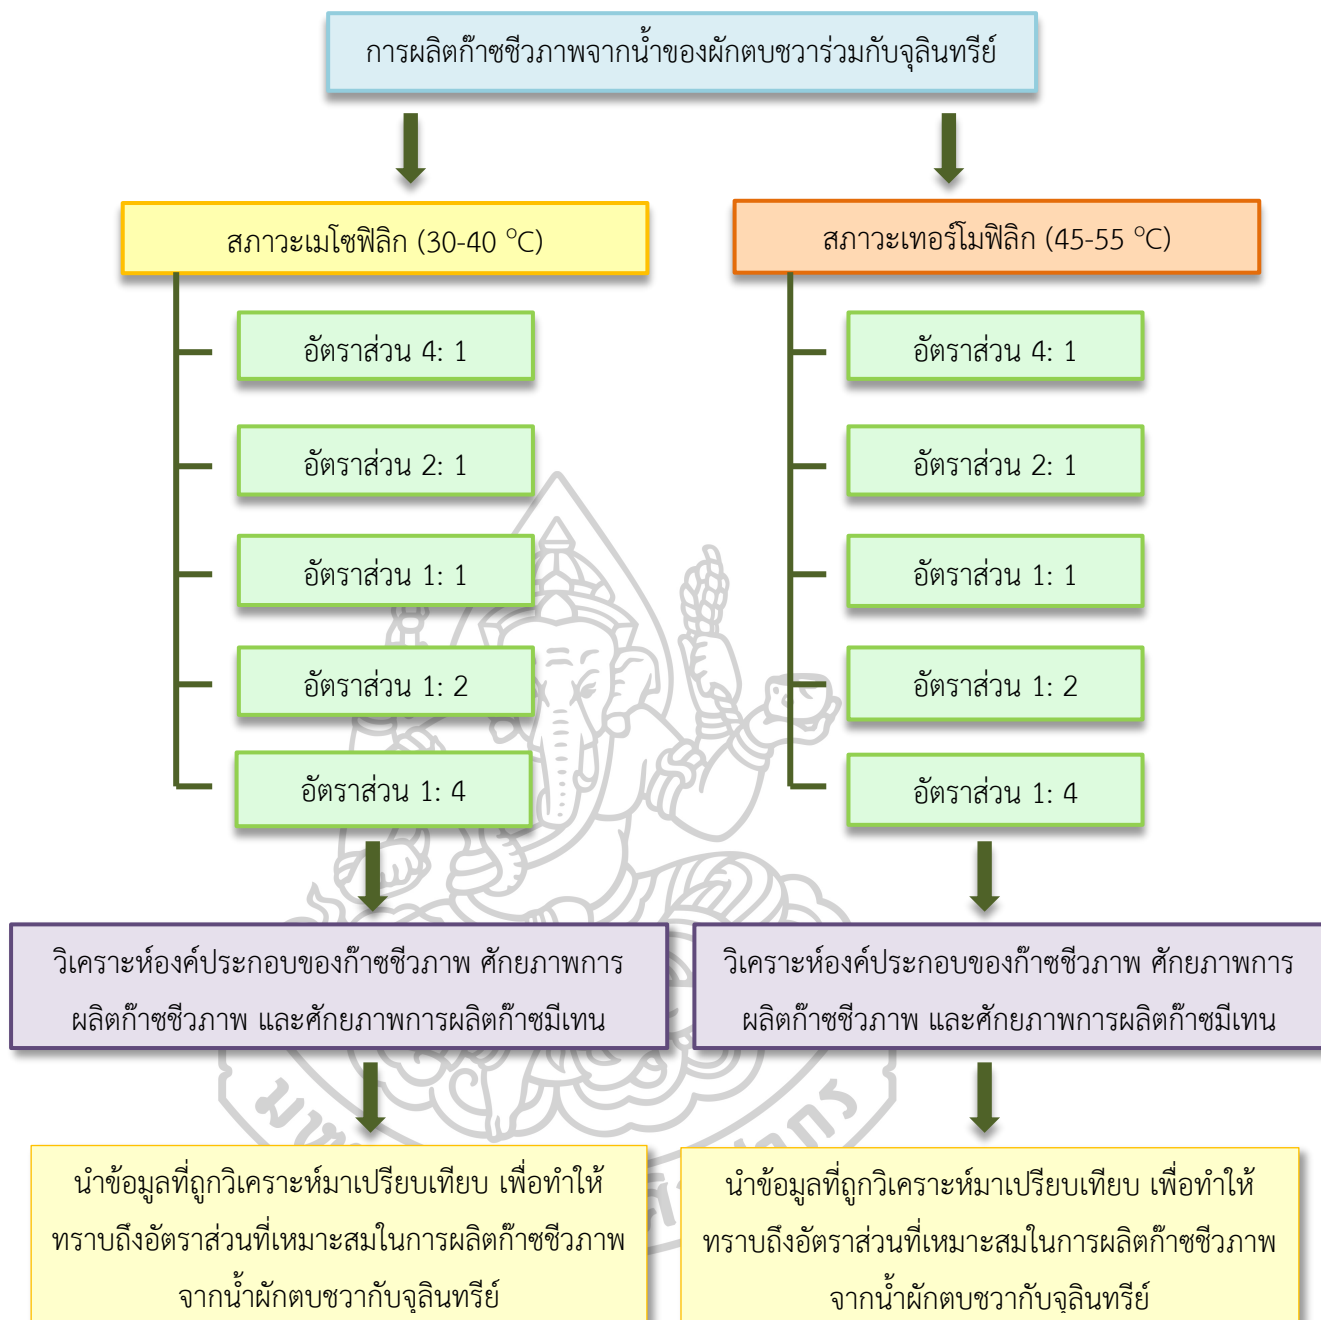 การผลิตก๊าซชีวภาพจากน้ำของผักตบชวาร่วมกับจุลินทรีย์
สภาวะเมโซฟิลิก (30-40 °C)
อัตราส่วน 4: 1
อัตราส่วน 2: 1
อัตราส่วน 1: 1
อัตราส่วน 1: 2
อัตราส่วน 1: 4
วิเคราะห์องค์ประกอบของก๊าซชีวภาพ ศักยภาพการ
ผลิตก๊าซชีวภาพ และศักยภาพการผลิตก๊าซมีเทน
นำข้อมูลที่ถูกวิเคราะห์มาเปรียบเทียบ เพื่อทำให้
ทราบถึงอัตราส่วนที่เหมาะสมในการผลิตก๊าซชีวภาพ
จากน้ำผักตบชวากับจุลินทรีย์
สภาวะเทอร์โมฟิลิก (45-55 °C)
อัตราส่วน 4: 1
อัตราส่วน 2: 1
อัตราส่วน 1: 1
อัตราส่วน 1: 2
อัตราส่วน 1: 4
วิเคราะห์องค์ประกอบของก๊าซชีวภาพ ศักยภาพการ
ผลิตก๊าซชีวภาพ และศักยภาพการผลิตก๊าซมีเทน
นำข้อมูลที่ถูกวิเคราะห์มาเปรียบเทียบ เพื่อทำให้
ทราบถึงอัตราส่วนที่เหมาะสมในการผลิตก๊าซชีวภาพ
จากน้ำผักตบชวากับจุลินทรีย์